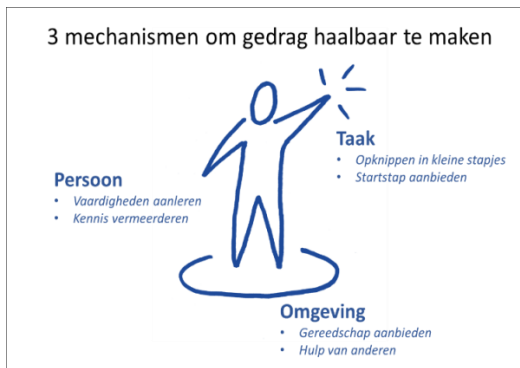 3 mechanismen om gedrag haalbaar te maken
Taak
• Opknippen in kleine stapjes
• Startstap aanbieden
Persoon
• Vaardigheden aanleren
• Kennis vermeerderen
Omgeving
• Gereedschap aanbieden
• Hulp van anderen